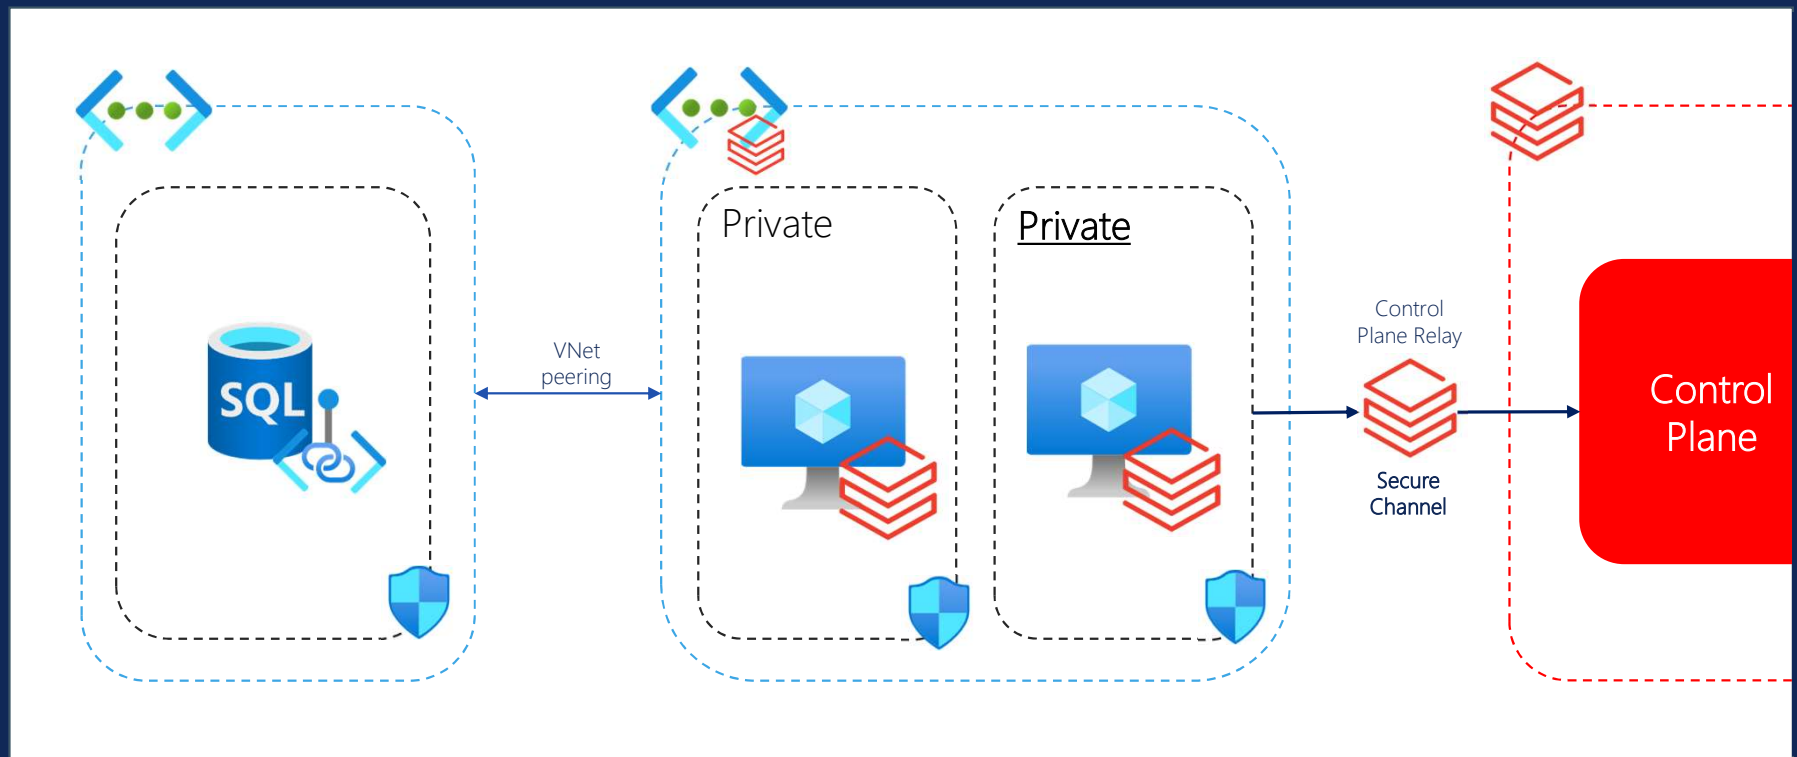 Private
Private
SQL
VNet
peering
Control
Plane Relay
Secure
Channel
Control
Plane